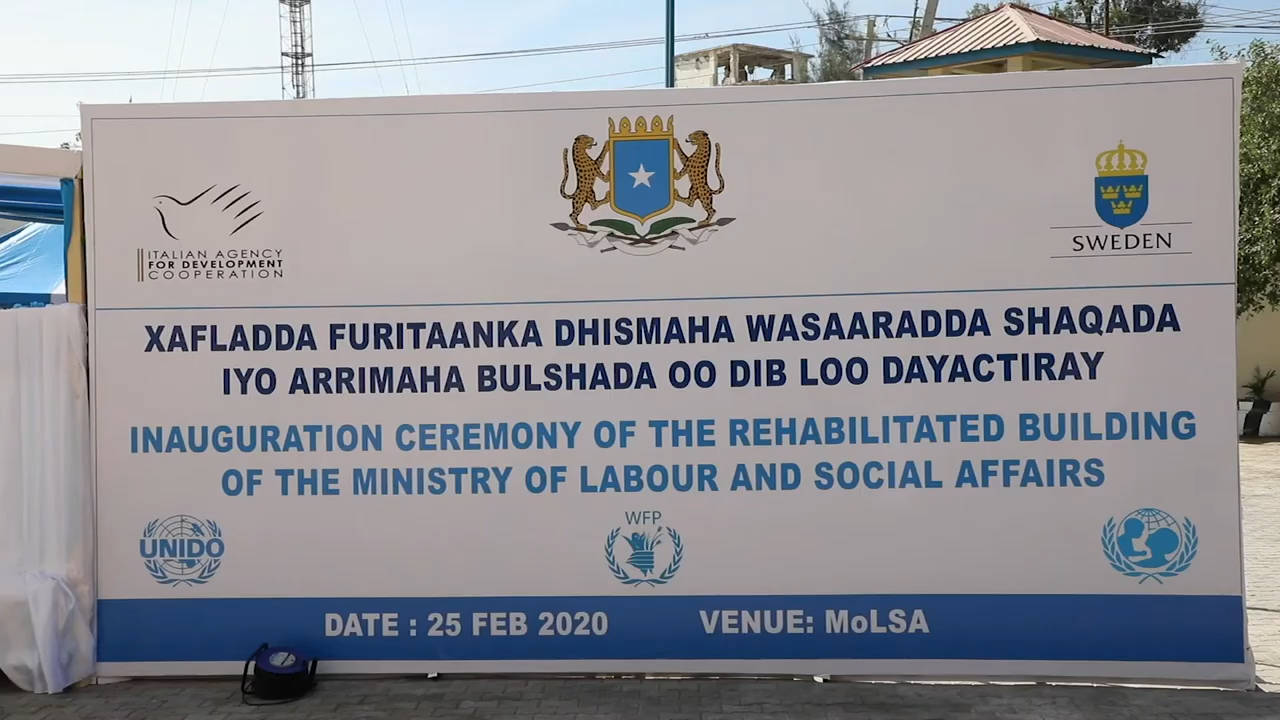 ITALIAN AGENCY
FOR DEVELOPMENT
COOPERATION
SWEDEN
XAFLADDA FURITAANKA DHISMAHA WASAARADDA SHAQADA
IYO ARRIMAHA BULSHADA OO DIB LOO DAYACTIRAY
INAUGURATION CEREMONY OF THE REHABILITATED BUILDING
OF THE MINISTRY OF LABOUR AND SOCIAL AFFAIRS
UNIDO
WFP
DATE : 25 FEB 2020 VENUE: MoLSA